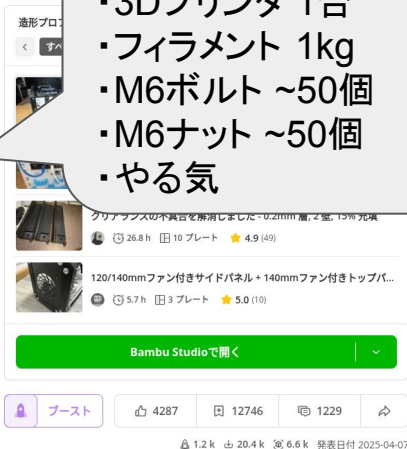 造形プロフ
・3Dプリンタ 1台
< すべ
・フィラメント 1kg
・M6ボルト ~50個
・M6ナット ~50個
・やる気
クリアランスの不具合を解消しました - 0.2mm 層, 2 壁, 15% 充填
26.8 h 10 プレート 4.9 (49)
120/140mmファン付きサイドパネル + 140mmファン付きトップパ...
5.7 h 3 プレート 5.0 (10)
Bambu Studioで開く
ブースト 4287 12746 1229
1.2 k 20.4 k 6.6 k 発表日付 2025-04-07